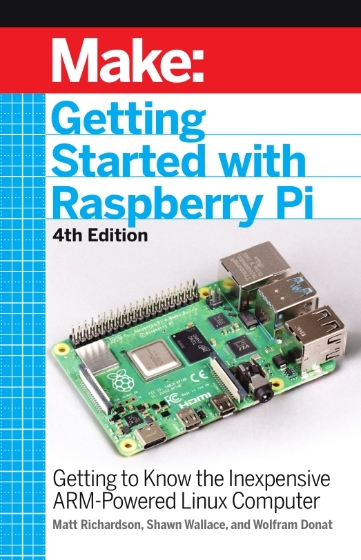 Make:
Getting
Started with
Raspberry Pi
4th Edition
HDMI
Getting to Know the Inexpensive
ARM-Powered Linux Computer
Matt Richardson, Shawn Wallace, and Wolfram Donat